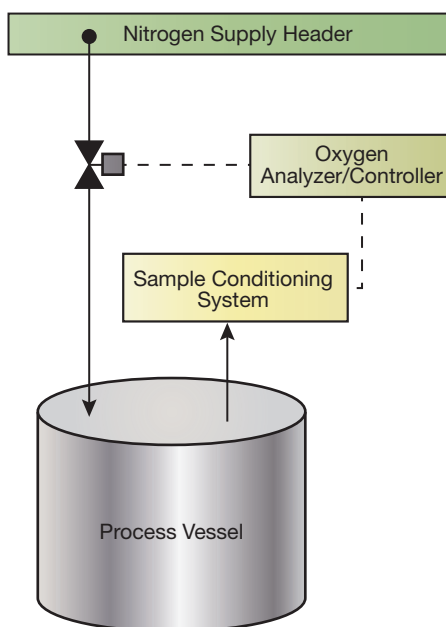 Nitrogen Supply Header
Oxygen
Analyzer/Controller
Sample Conditioning
System
Process Vessel